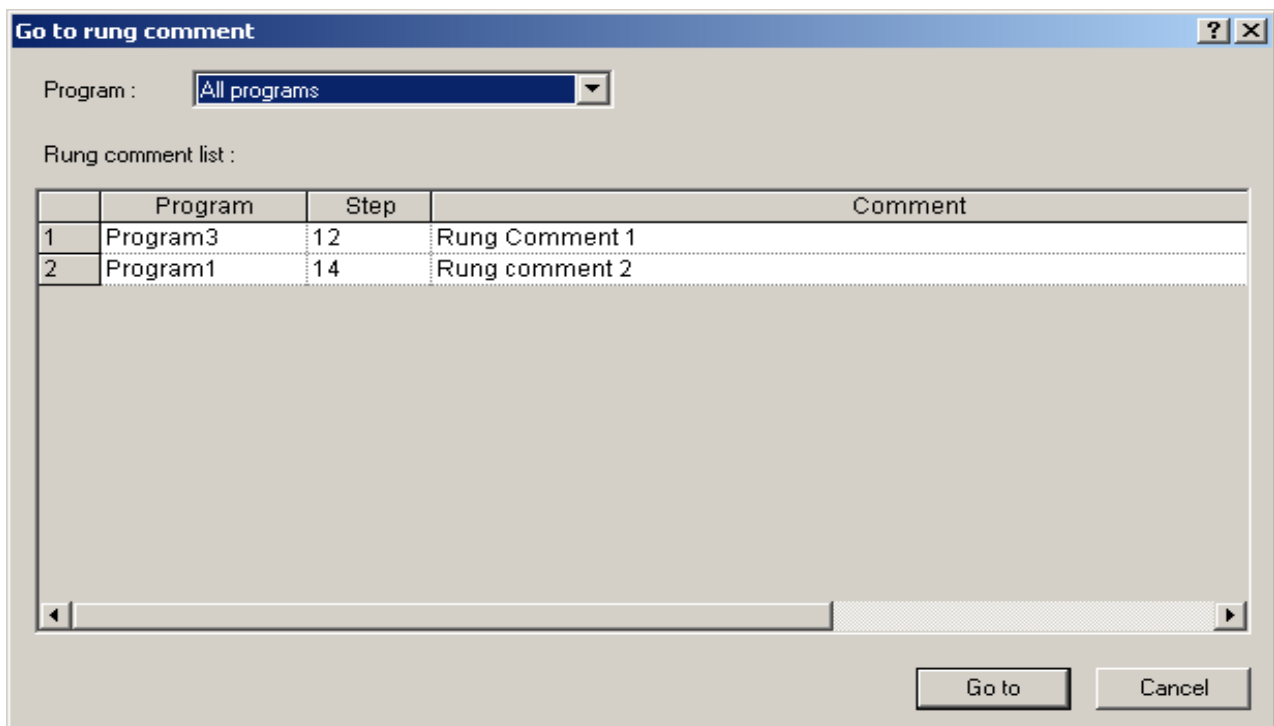 Go to rung comment
Program : All programs
Rung comment list :
Program Step Comment
1 Program3 12 Rung Comment 1
2 Program1 14 Rung comment 2
Go to Cancel